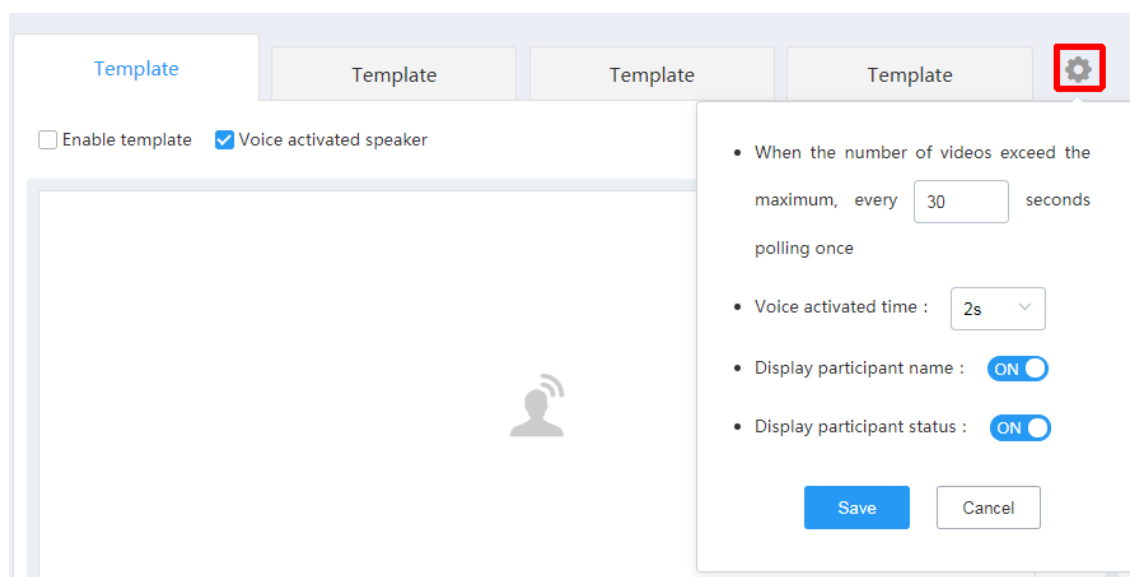 Template Template Template Template
Enable template Voice activated speaker
• When the number of videos exceed the
maximum, every 30 seconds
polling once
• Voice activated time : 2s
• Display participant name : ON
• Display participant status : ON
Save Cancel